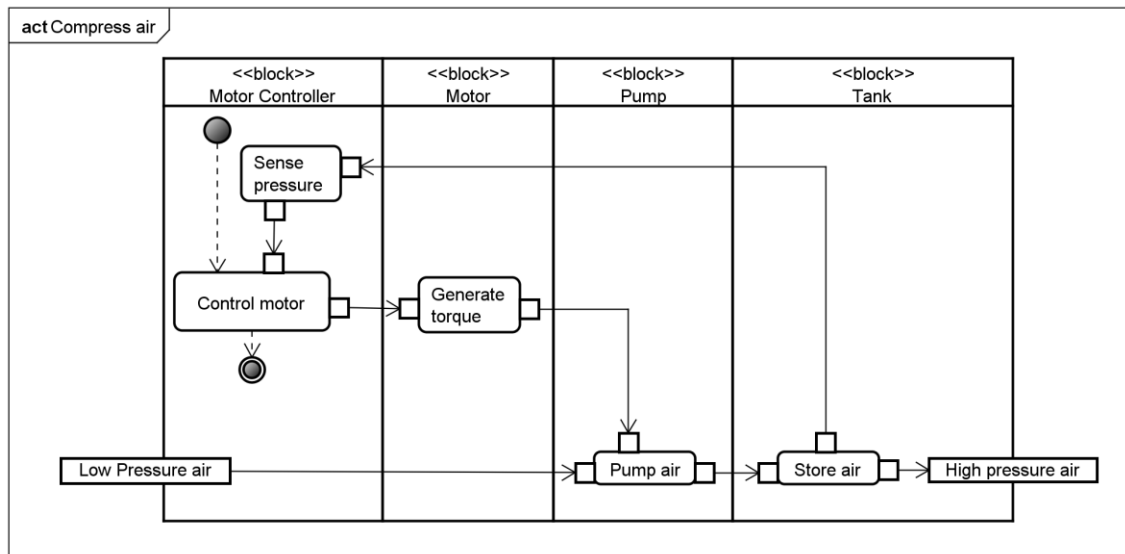 act Compress air
<<block>>
Motor Controller
<<block>>
Motor
<<block>>
Pump
<<block>>
Tank
Sense
pressure
Control motor
Generate
torque
Low Pressure air
Pump air
Store air
High pressure air